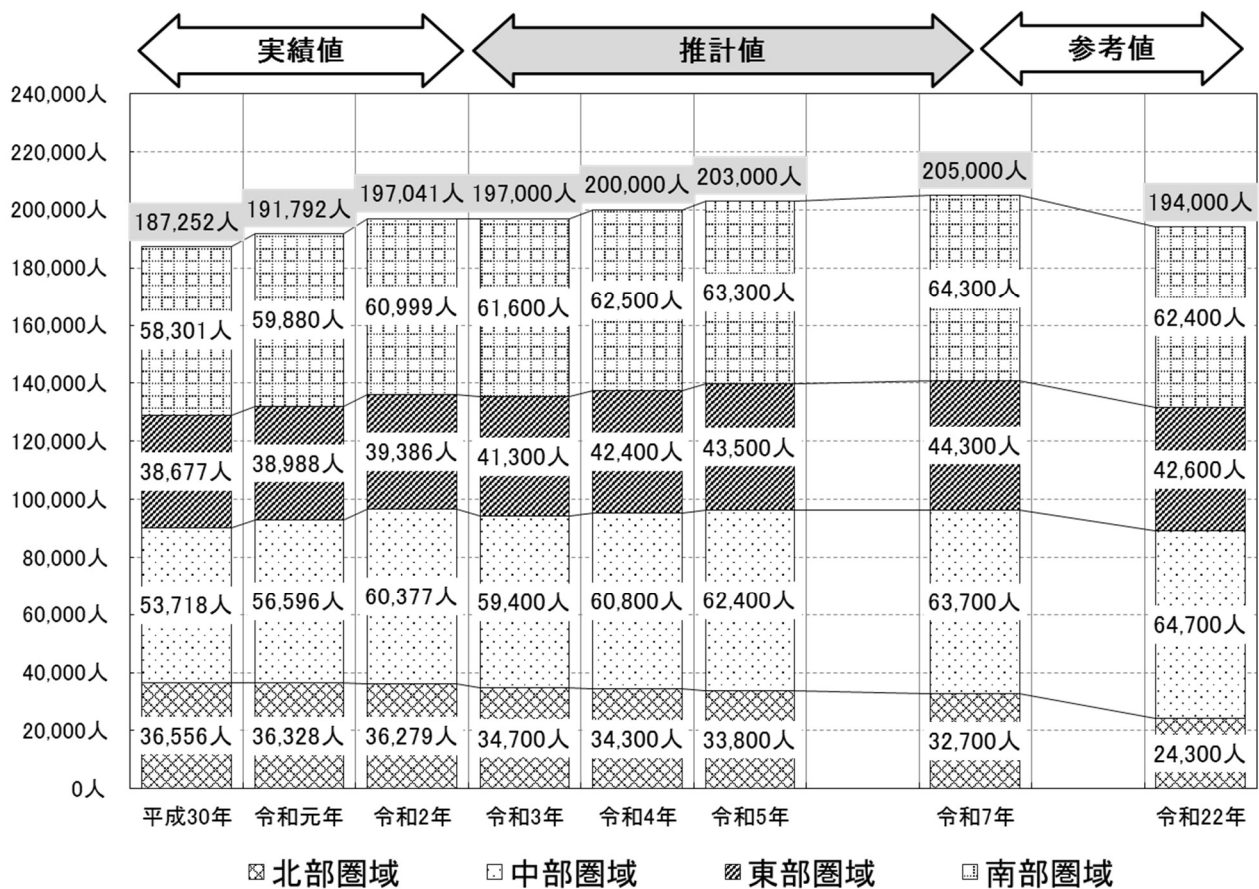 実績値 推計値 参考値
240,000人
220,000人
200,000人
180,000人
160,000人
140,000人
120,000人
100,000人
80,000人
60,000人
40,000人
20,000人
0人
187,252人 191,792人 197,041人 197,000人 200,000人 203,000人 205,000人 194,000人
58,301人 59,880人 60,999人 61,600人 62,500人 63,300人 64,300人 62,400人
38,677人 38,988人 39,386人 41,300人 42,400人 43,500人 44,300人 42,600人
53,718人 56,596人 60,377人 59,400人 60,800人 62,400人 63,700人 64,700人
36,556人 36,328人 36,279人 34,700人 34,300人 33,800人 32,700人 24,300人
平成30年 令和元年 令和2年 令和3年 令和4年 令和5年 令和7年 令和22年
北部圏域 中部圏域 東部圏域 南部圏域